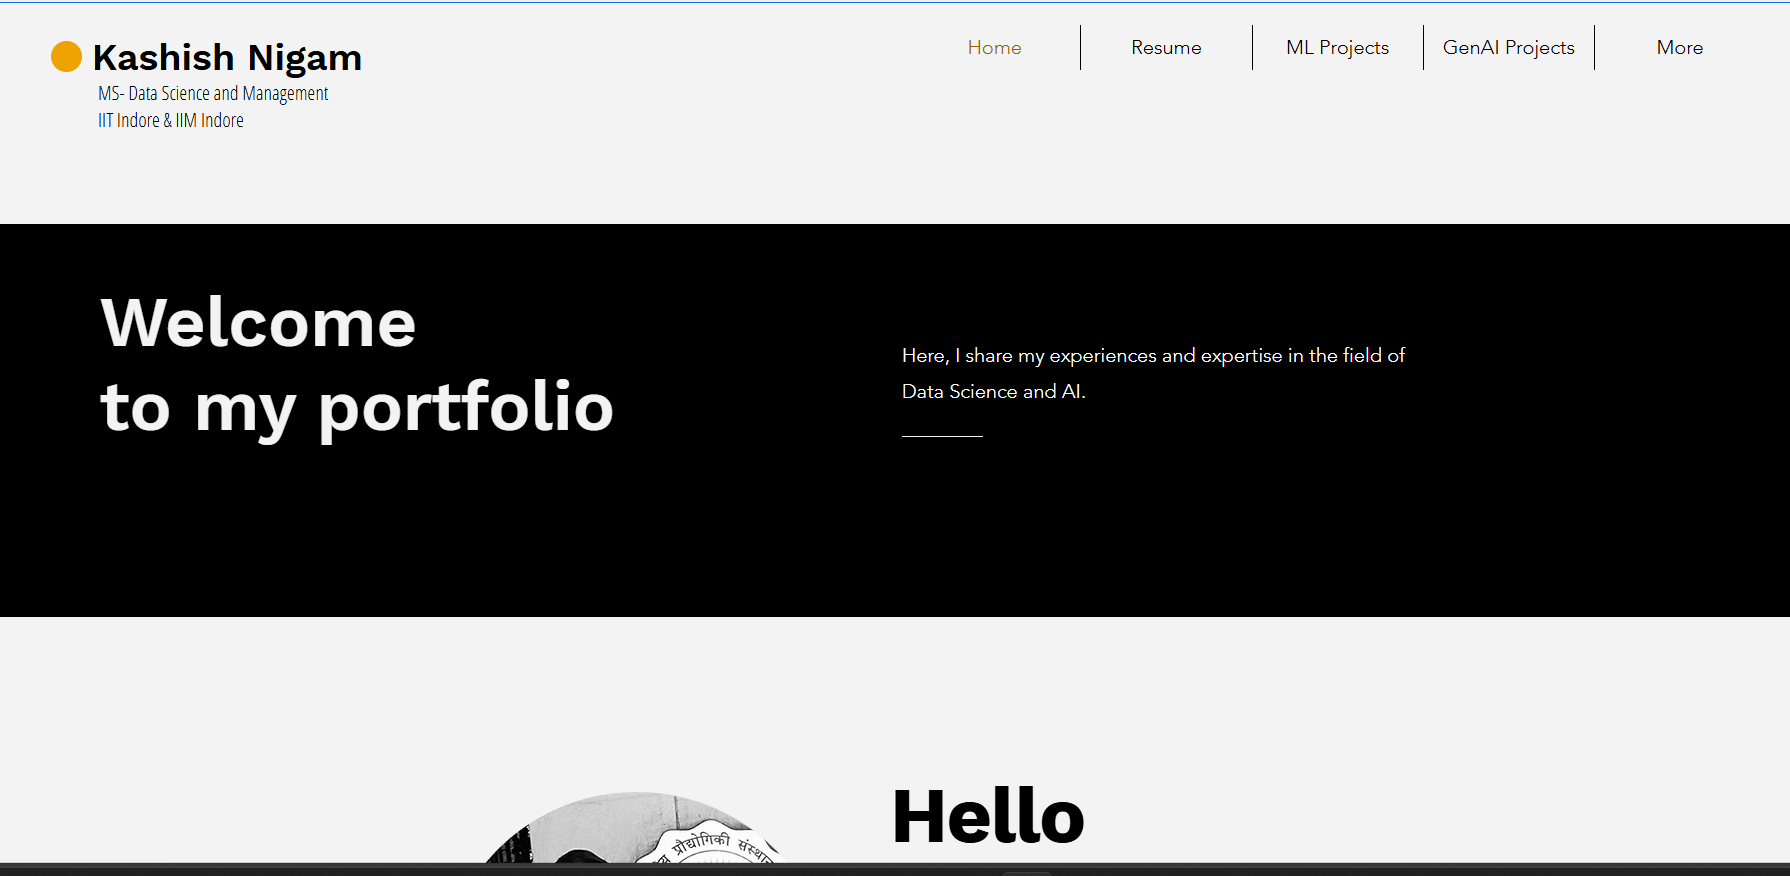 Kashish Nigam
MS- Data Science and Management
IIT Indore & IIM Indore
Home
Resume
ML Projects
GenAI Projects
More
Welcome
to my portfolio
Here, I share my experiences and expertise in the field of
Data Science and AI.
Hello
प्रौद्योगिकी संस्थान